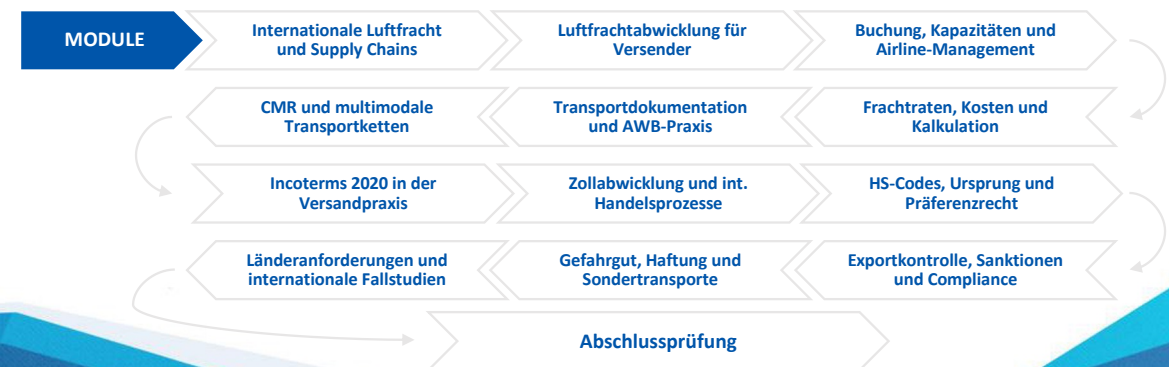 MODULE
Internationale Luftfracht
und Supply Chains
Luftfrachtabwicklung für
Versender
Buchung, Kapazitäten und
Airline-Management
Frachtraten, Kosten und
Kalkulation
Transportdokumentation
und AWB-Praxis
CMR und multimodale
Transportketten
Incoterms 2020 in der
Versandpraxis
Zollabwicklung und int.
Handelsprozesse
HS-Codes, Ursprung und
Präferenzrecht
Exportkontrolle, Sanktionen
und Compliance
Gefahrgut, Haftung und
Sondertransporte
Länderanforderungen und
internationale Fallstudien
Abschlussprüfung